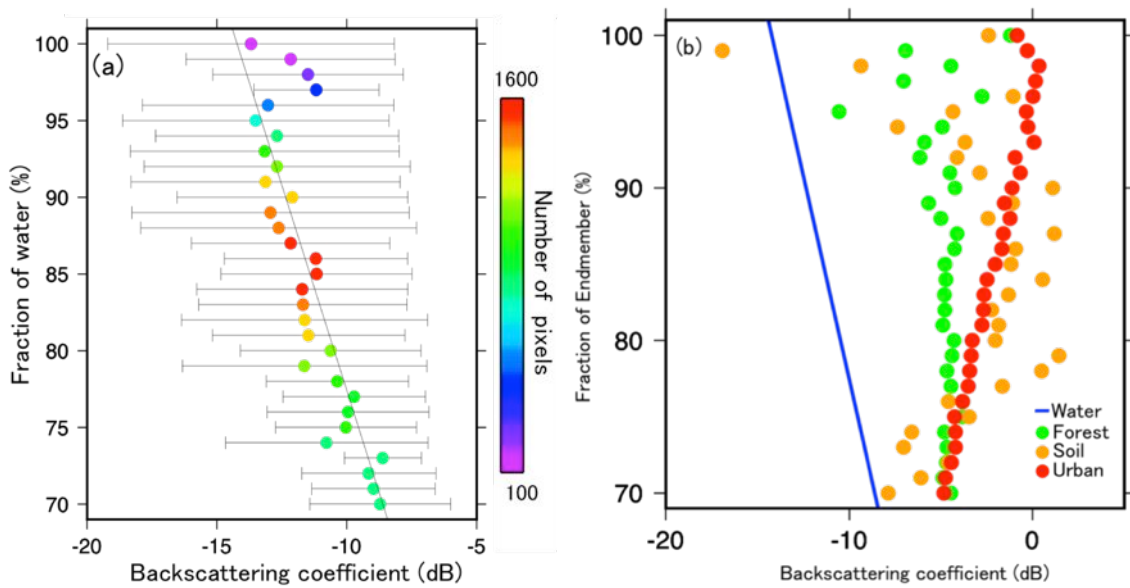 (a)
Fraction of water (%)
100
95
90
85
80
75
70
-20
-15
-10
-5
Backscattering coefficient (dB)
1600
Number of pixels
100
(b)
Fraction of Endmember (%)
100
90
80
70
-20
-10
0
Backscattering coefficient (dB)
Water
Forest
Soil
Urban